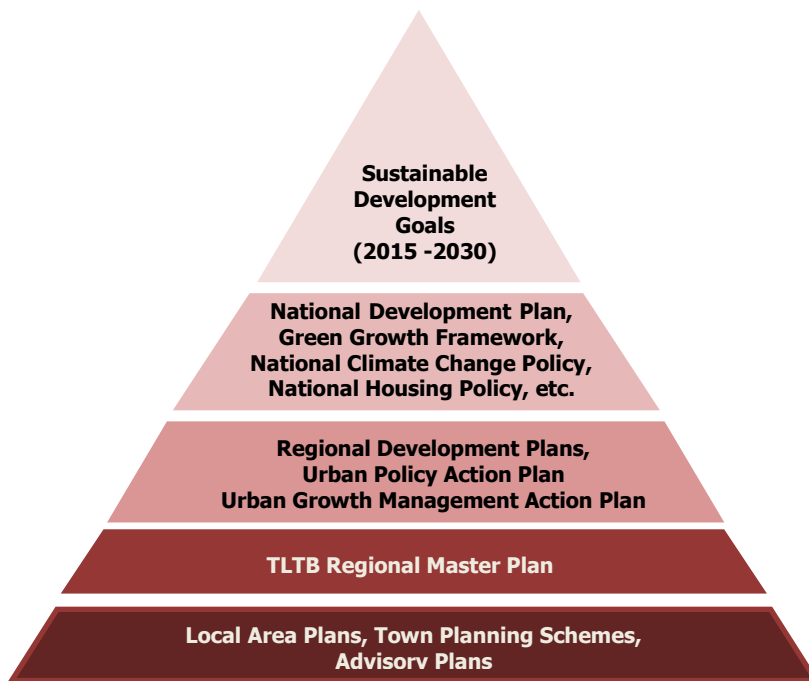 Sustainable
Development
Goals
(2015 -2030)
National Development Plan,
Green Growth Framework,
National Climate Change Policy,
National Housing Policy, etc.
Regional Development Plans,
Urban Policy Action Plan
Urban Growth Management Action Plan
TLTB Regional Master Plan
Local Area Plans, Town Planning Schemes,
Advisory Plans